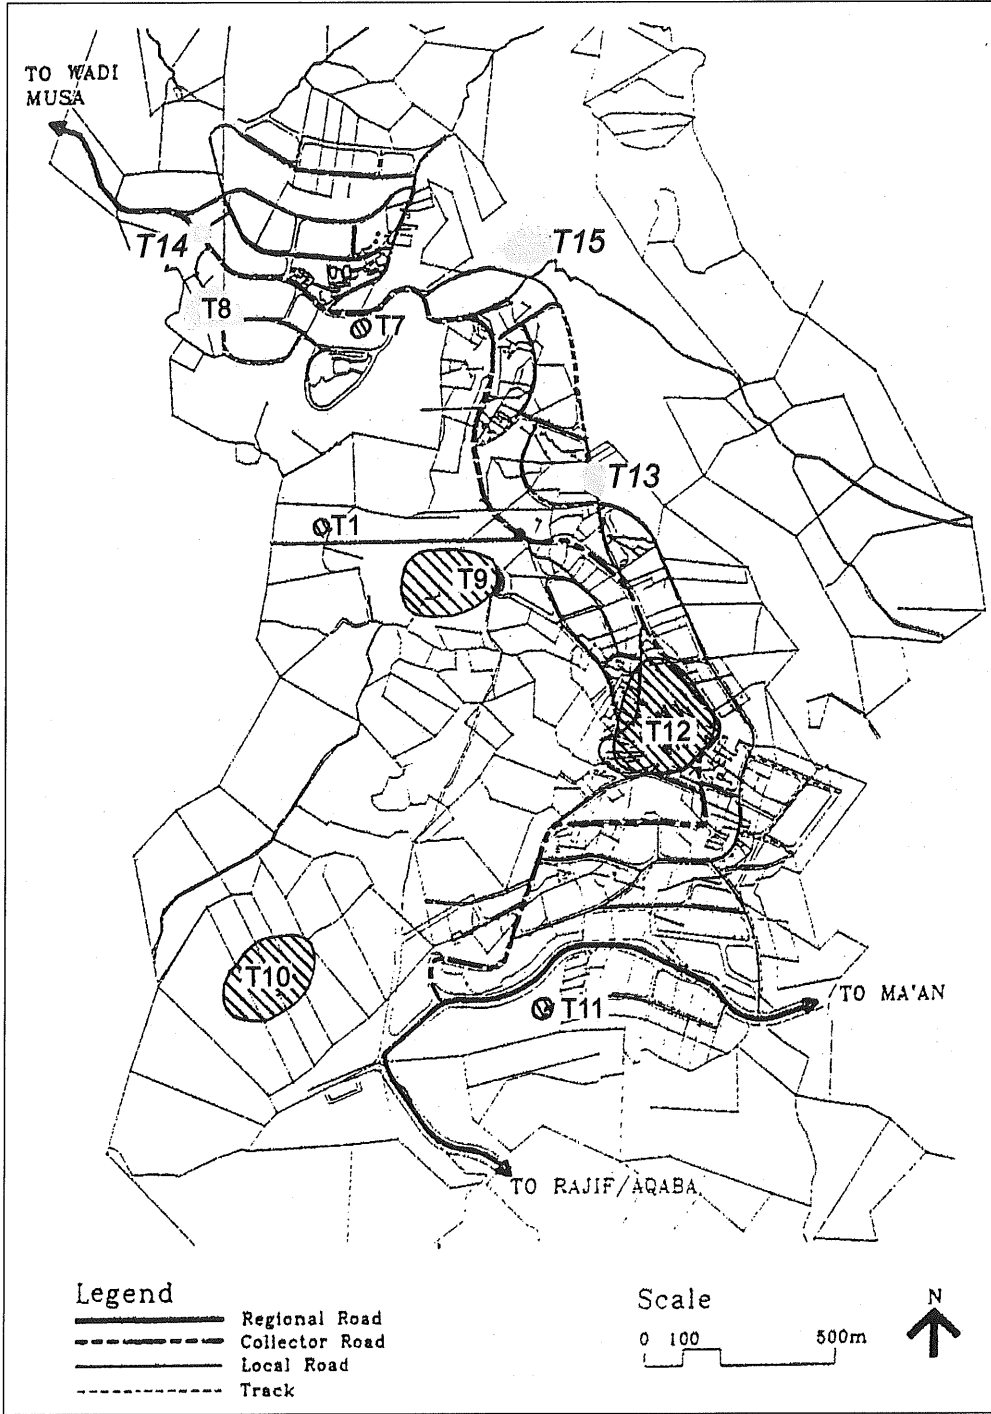 TO WADI
MUSA
T14
T15
T8
T7
T13
T1
T9
T12
T10
T11
TO MA'AN
TO RAJIF/AQABA
Legend
Regional Road
Collector Road
Local Road
Track
Scale
0 100 500m
N